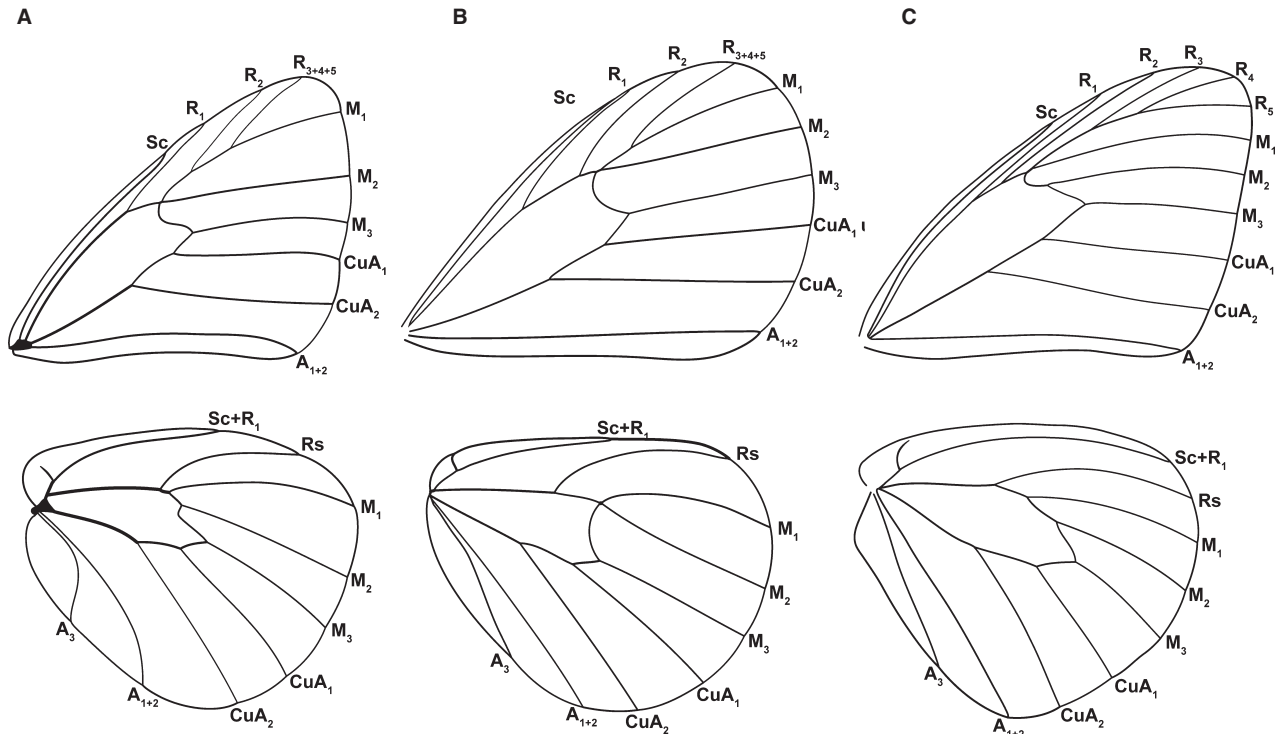 A
B
C
Sc
R1
R2
R3+4+5
M1
M2
M3
CuA1
CuA2
A1+2
Sc
R1
R2
R3+4+5
M1
M2
M3
CuA1
CuA2
A1+2
Sc
R1
R2
R3
R4
R5
M1
M2
M3
CuA1
CuA2
A1+2
Sc+R1
Rs
M1
M2
M3
CuA1
CuA2
A1+2
A3
Sc+R1
Rs
M1
M2
M3
CuA1
CuA2
A1+2
A3
Sc+R1
Rs
M1
M2
M3
CuA1
CuA2
A1+2
A3